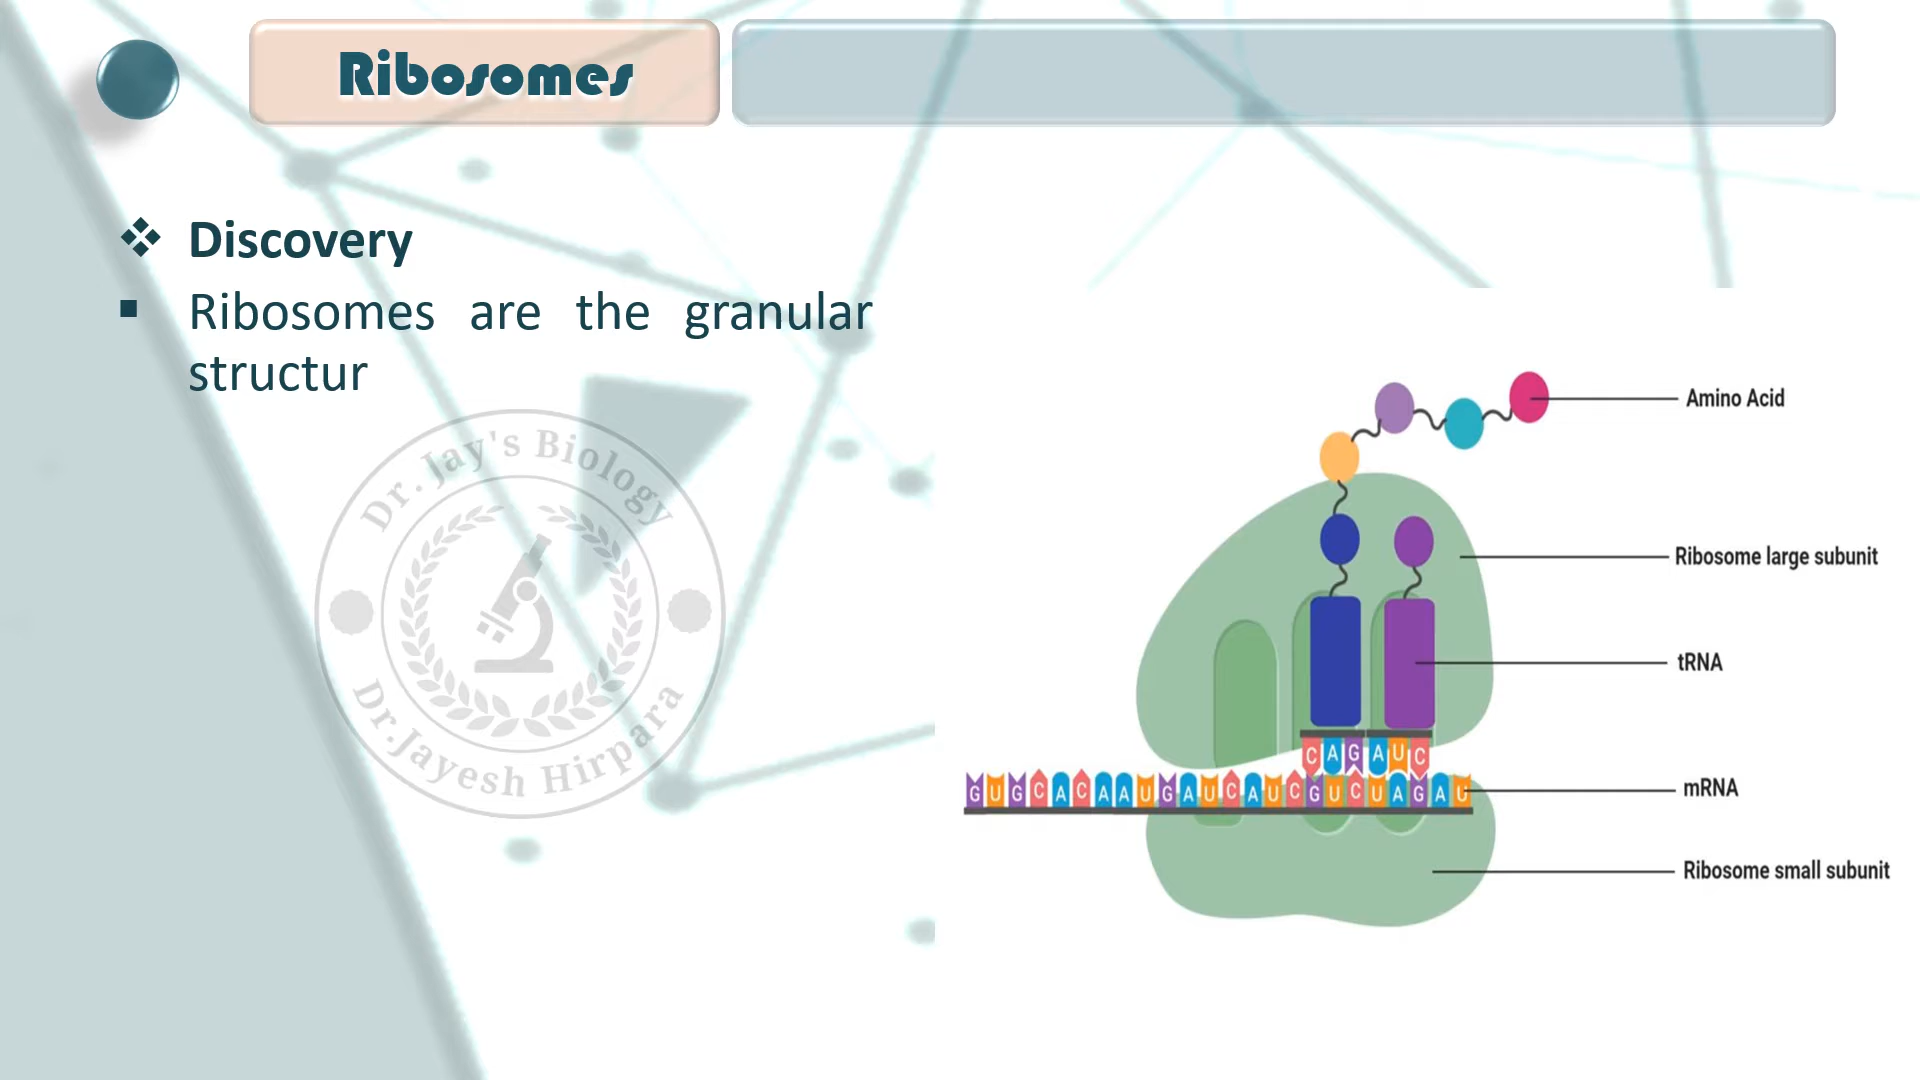 Ribosomes
❖ Discovery
▪ Ribosomes are the granular
structur
Dr. Jay's Biology
Dr.Jayesh Hirpara
Amino Acid
Ribosome large subunit
tRNA
CAGAUC
GUGCACAAUGAUCAUCGUCUAGAU
mRNA
Ribosome small subunit